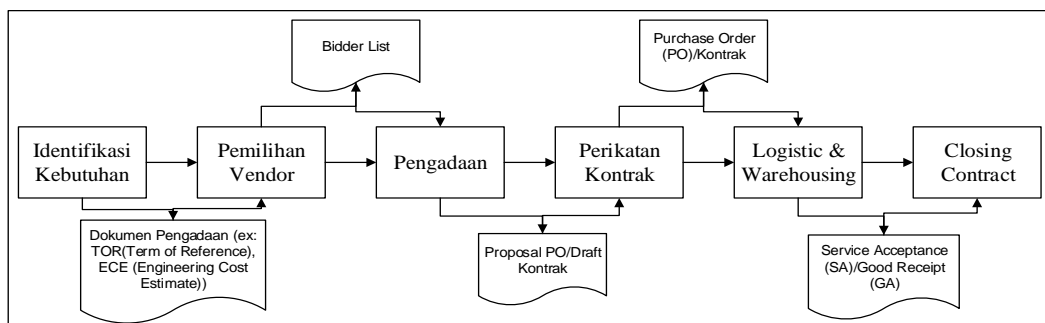 Bidder List
Purchase Order
(PO)/Kontrak
Identifikasi
Kebutuhan
Pemilihan
Vendor
Pengadaan
Perikatan
Kontrak
Logistic &
Warehousing
Closing
Contract
Dokumen Pengadaan (ex:
TOR(Term of Reference),
ECE (Engineering Cost
Estimate))
Proposal PO/Draft
Kontrak
Service Acceptance
(SA)/Good Receipt
(GA)